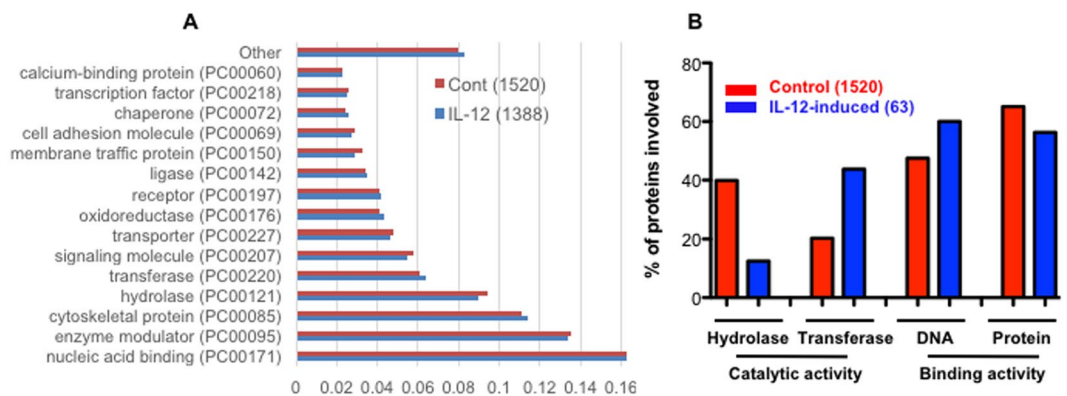 A
Other
calcium-binding protein (PC00060)
transcription factor (PC00218)
chaperone (PC00072)
cell adhesion molecule (PC00069)
membrane traffic protein (PC00150)
ligase (PC00142)
receptor (PC00197)
oxidoreductase (PC00176)
transporter (PC00227)
signaling molecule (PC00207)
transferase (PC00220)
hydrolase (PC00121)
cytoskeletal protein (PC00085)
enzyme modulator (PC00095)
nucleic acid binding (PC00171)
Cont (1520)
IL-12 (1388)
0 0.02 0.04 0.06 0.08 0.1 0.12 0.14 0.16
B
% of proteins involved
80
60
40
20
0
Control (1520)
IL-12-induced (63)
Hydrolase Transferase DNA Protein
Catalytic activity Binding activity